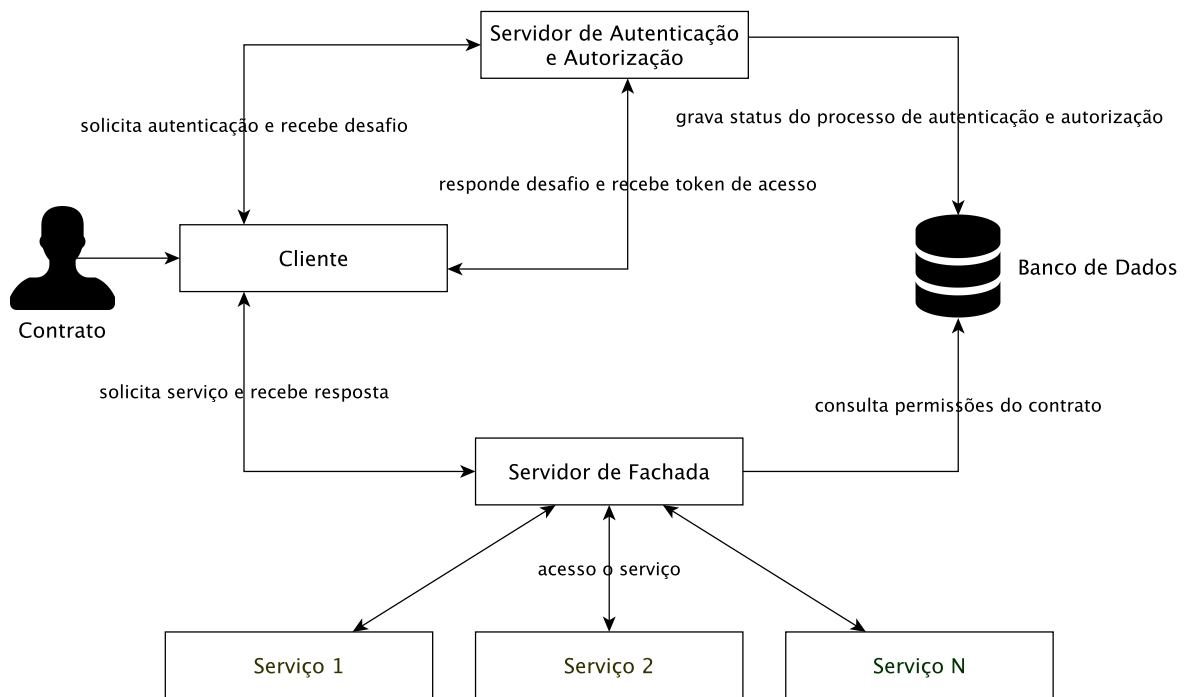 Servidor de Autenticação
e Autorização
solicita autenticação e recebe desafio
grava status do processo de autenticação e autorização
responde desafio e recebe token de acesso
Cliente
Banco de Dados
Contrato
solicita serviço e recebe resposta
consulta permissões do contrato
Servidor de Fachada
acesso o serviço
Serviço 1
Serviço 2
Serviço N